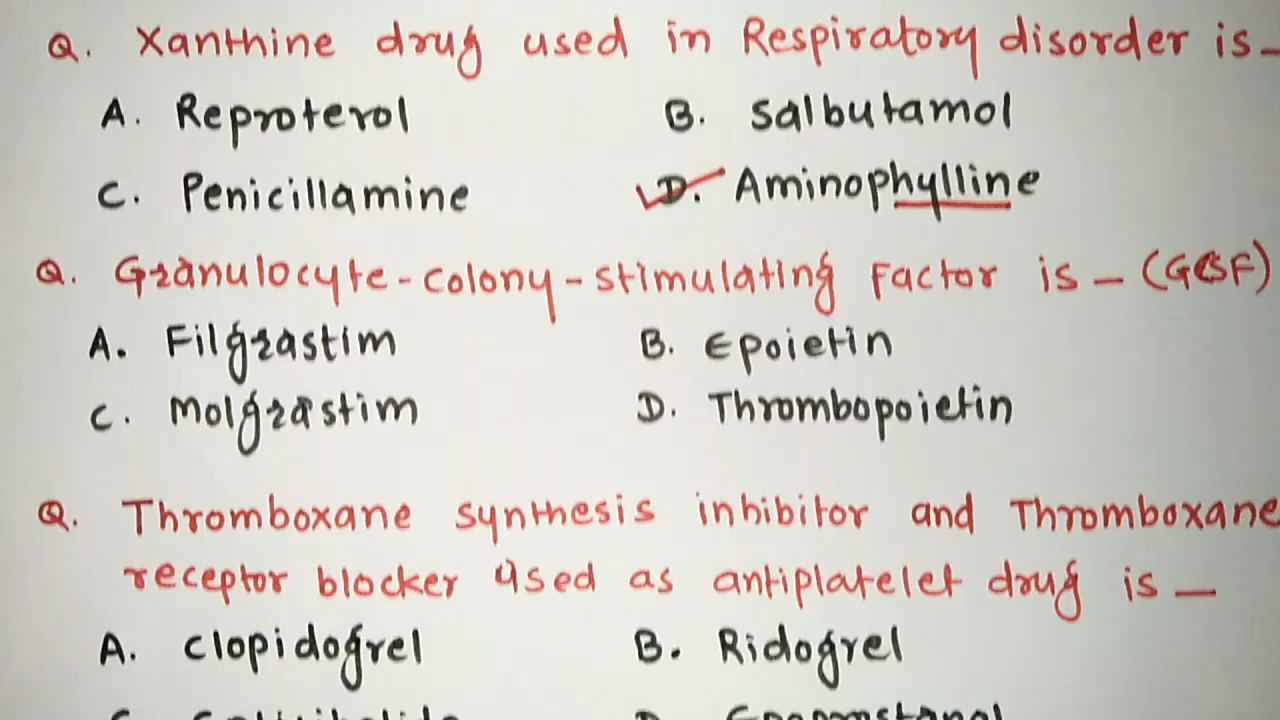 Q. Xanthine drug used in Respiratory disorder is_
A. Reproterol B. Salbutamol
C. Penicillamine D. Aminophylline
Q. Granulocyte-colony-stimulating Factor is _ (GCSF)
A. Filgrastim B. Epoietin
C. Molgrastim D. Thrombopoietin
Q. Thromboxane synthesis inhibitor and Thromboxane
receptor blocker used as antiplatelet drug is _
A. Clopidogrel B. Ridogrel